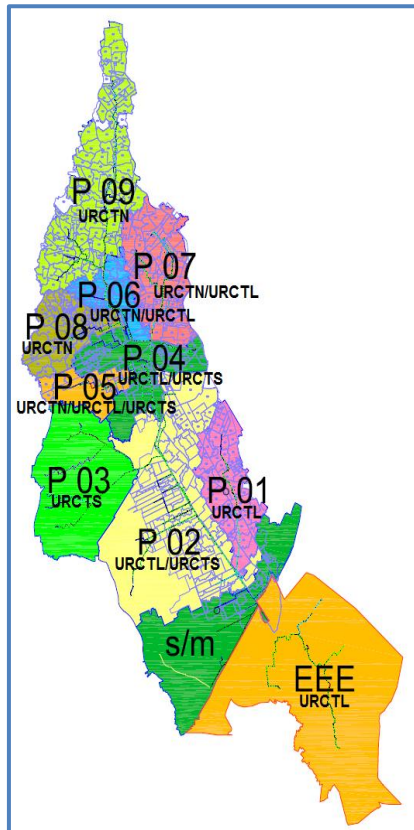 P 09
URCTN
P 07
URCTN/URCTL
P 06
URCTN/URCTL
P 08
URCTN
P 04
URCTL/URCTS
P 05
URCTN/URCTL/URCTS
P 03
URCTS
P 01
URCTL
P 02
URCTL/URCTS
s/m
EEE
URCTL